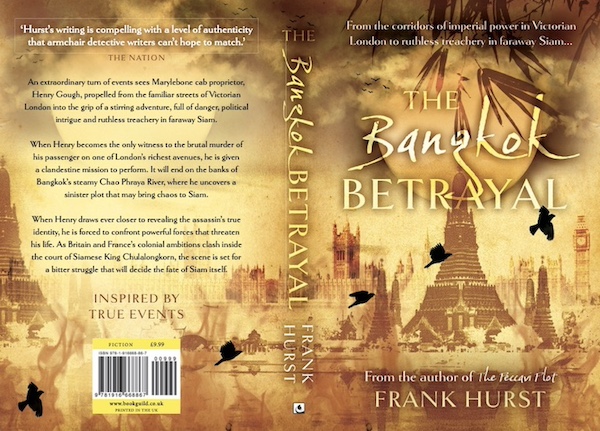 'Hurst's writing is compelling with a level of authenticity
that armchair detective writers can't hope to match.'
THE NATION
An extraordinary turn of events sees Marylebone cab proprietor,
Henry Gough, propelled from the familiar streets of Victorian
London into the grip of a stirring adventure, full of danger, political
intrigue and ruthless treachery in faraway Siam.
When Henry becomes the only witness to the brutal murder of
his passenger on one of London's richest avenues, he is given
a clandestine mission to perform. It will end on the banks of
Bangkok's steamy Chao Phraya River, where he uncovers a
sinister plot that may bring chaos to Siam.
When Henry draws ever closer to revealing the assassin's true
identity, he is forced to confront powerful forces that threaten
his life. As Britain and France's colonial ambitions clash inside
the court of Siamese King Chulalongkorn, the scene is set for
a bitter struggle that will decide the fate of Siam itself.
INSPIRED BY
TRUE EVENTS
FICTION £9.99
00999
www.bookguild.co.uk
PRINTED IN THE UK
THE
Bangkok
BETRAYAL
FRANK
HURST
From the corridors of imperial power in Victorian
London to ruthless treachery in faraway Siam...
THE
Bangkok
BETRAYAL
From the author of The Peccan Plot
FRANK HURST